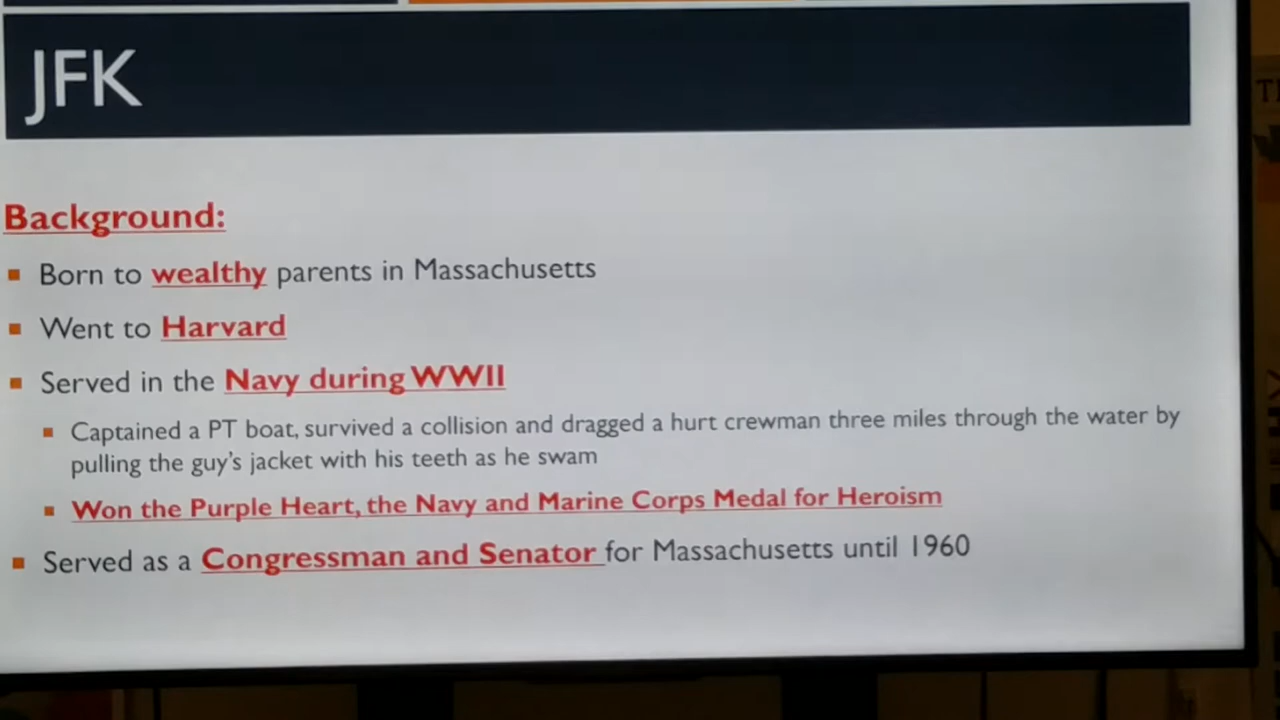 JFK
Background:
Born to wealthy parents in Massachusetts
Went to Harvard
Served in the Navy during WWII
Captained a PT boat, survived a collision and dragged a hurt crewman three miles through the water by
pulling the guy's jacket with his teeth as he swam
Won the Purple Heart, the Navy and Marine Corps Medal for Heroism
Served as a Congressman and Senator for Massachusetts until 1960